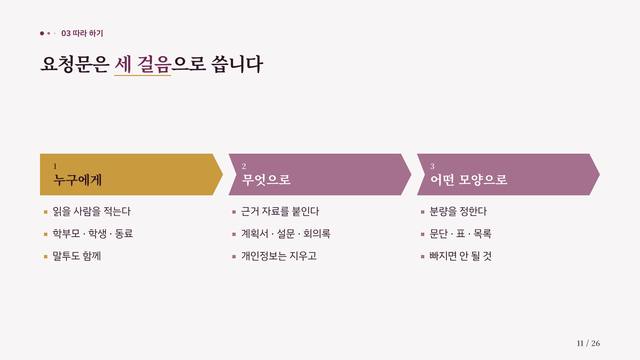 03 따라 하기
요청문은 세 걸음으로 씁니다
1
누구에게
읽을 사람을 적는다
학부모 · 학생 · 동료
말투도 함께
2
무엇으로
근거 자료를 붙인다
계획서 · 설문 · 회의록
개인정보는 지우고
3
어떤 모양으로
분량을 정한다
문단 · 표 · 목록
빠지면 안 될 것
11 / 26